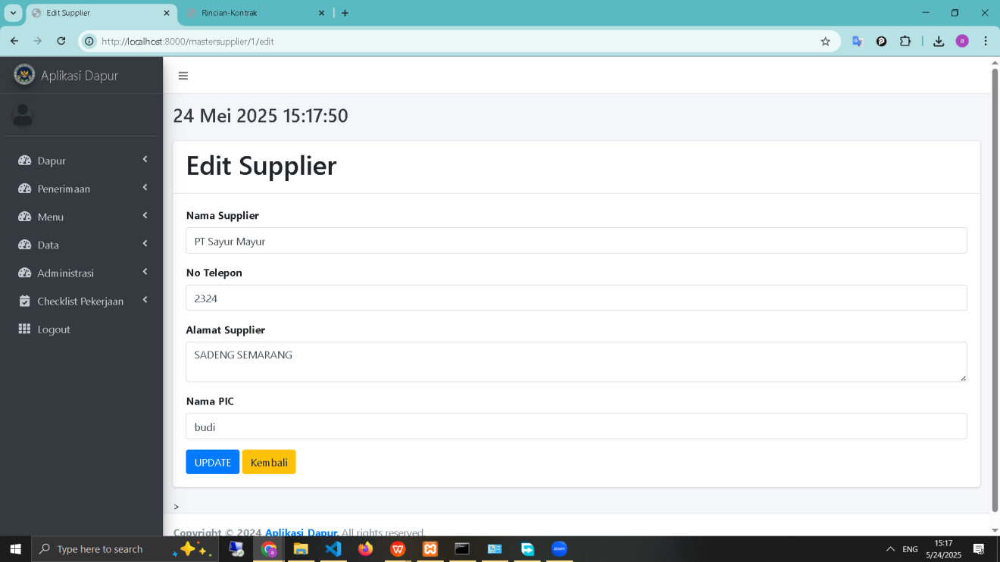 Edit Supplier
Rincian-Kontrak
http://localhost:8000/mastersupplier/1/edit
a
Aplikasi Dapur
24 Mei 2025 15:17:50
Dapur
Penerimaan
Menu
Data
Administrasi
Checklist Pekerjaan
Logout
Edit Supplier
Nama Supplier
PT Sayur Mayur
No Telepon
2324
Alamat Supplier
SADENG SEMARANG
Nama PIC
budi
UPDATE Kembali
>
Copyright © 2024 Aplikasi Dapur. All rights reserved.
Type here to search
zoom
ENG
15:17
5/24/2025